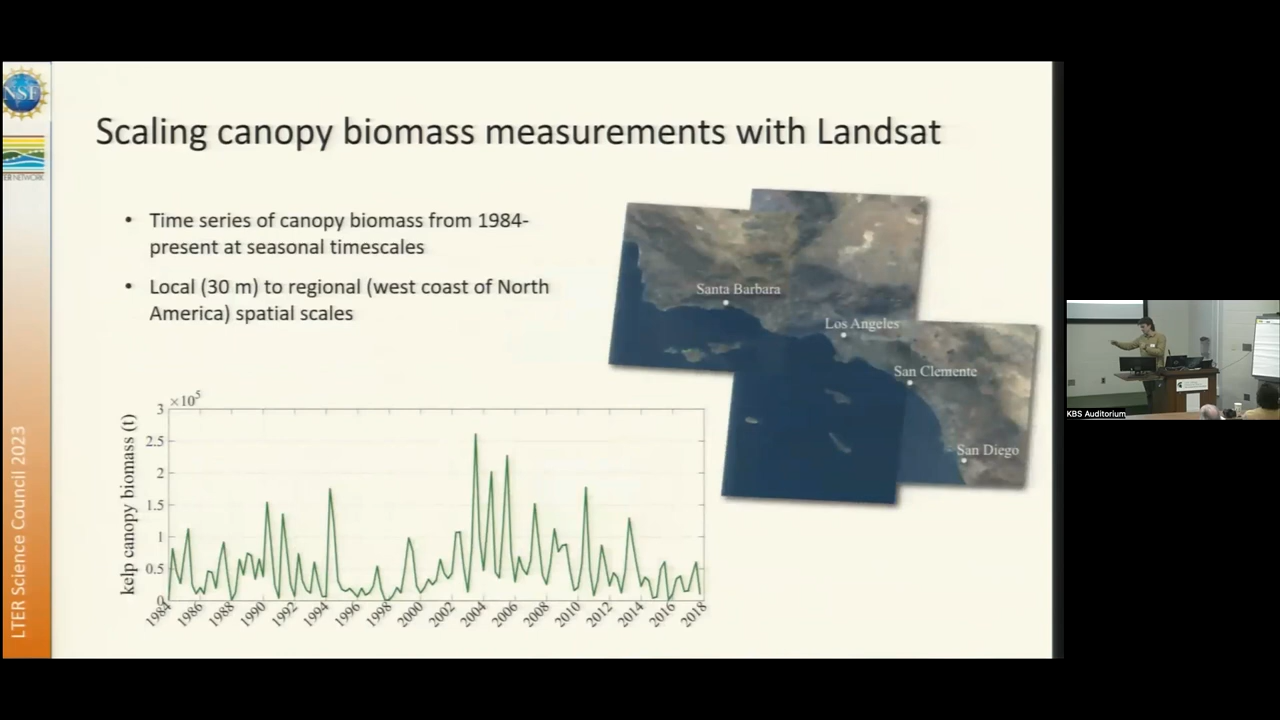 NSF
ER NETWORK
LTER Science Council 2023
Scaling canopy biomass measurements with Landsat
• Time series of canopy biomass from 1984-
present at seasonal timescales
• Local (30 m) to regional (west coast of North
America) spatial scales
Santa Barbara
Los Angeles
San Clemente
San Diego
×10⁵
kelp canopy biomass (t)
3
2.5
2
1.5
1
0.5
0
1984 1986 1988 1990 1992 1994 1996 1998 2000 2002 2004 2006 2008 2010 2012 2014 2016 2018
KBS Auditorium